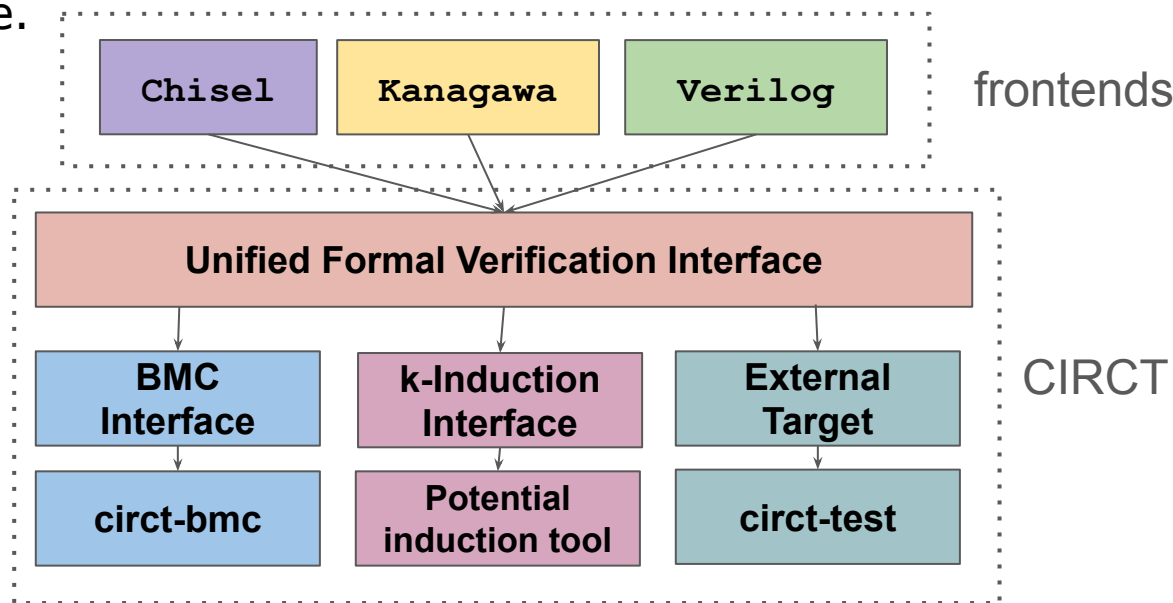 e.
Chisel Kanagawa Verilog frontends
Unified Formal Verification Interface
BMC
Interface
k-Induction
Interface
External
Target
CIRCT
circt-bmc
Potential
induction tool
circt-test